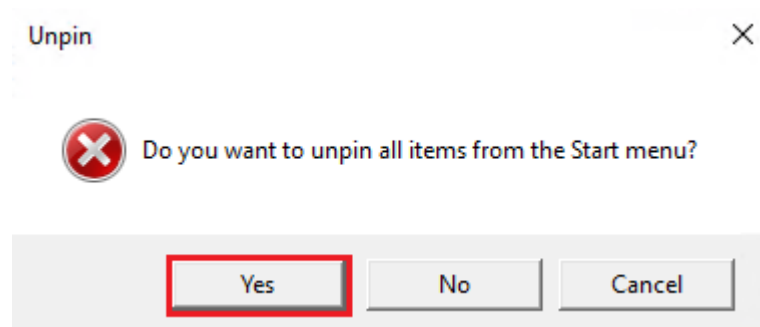 Unpin
Do you want to unpin all items from the Start menu?
Yes No Cancel